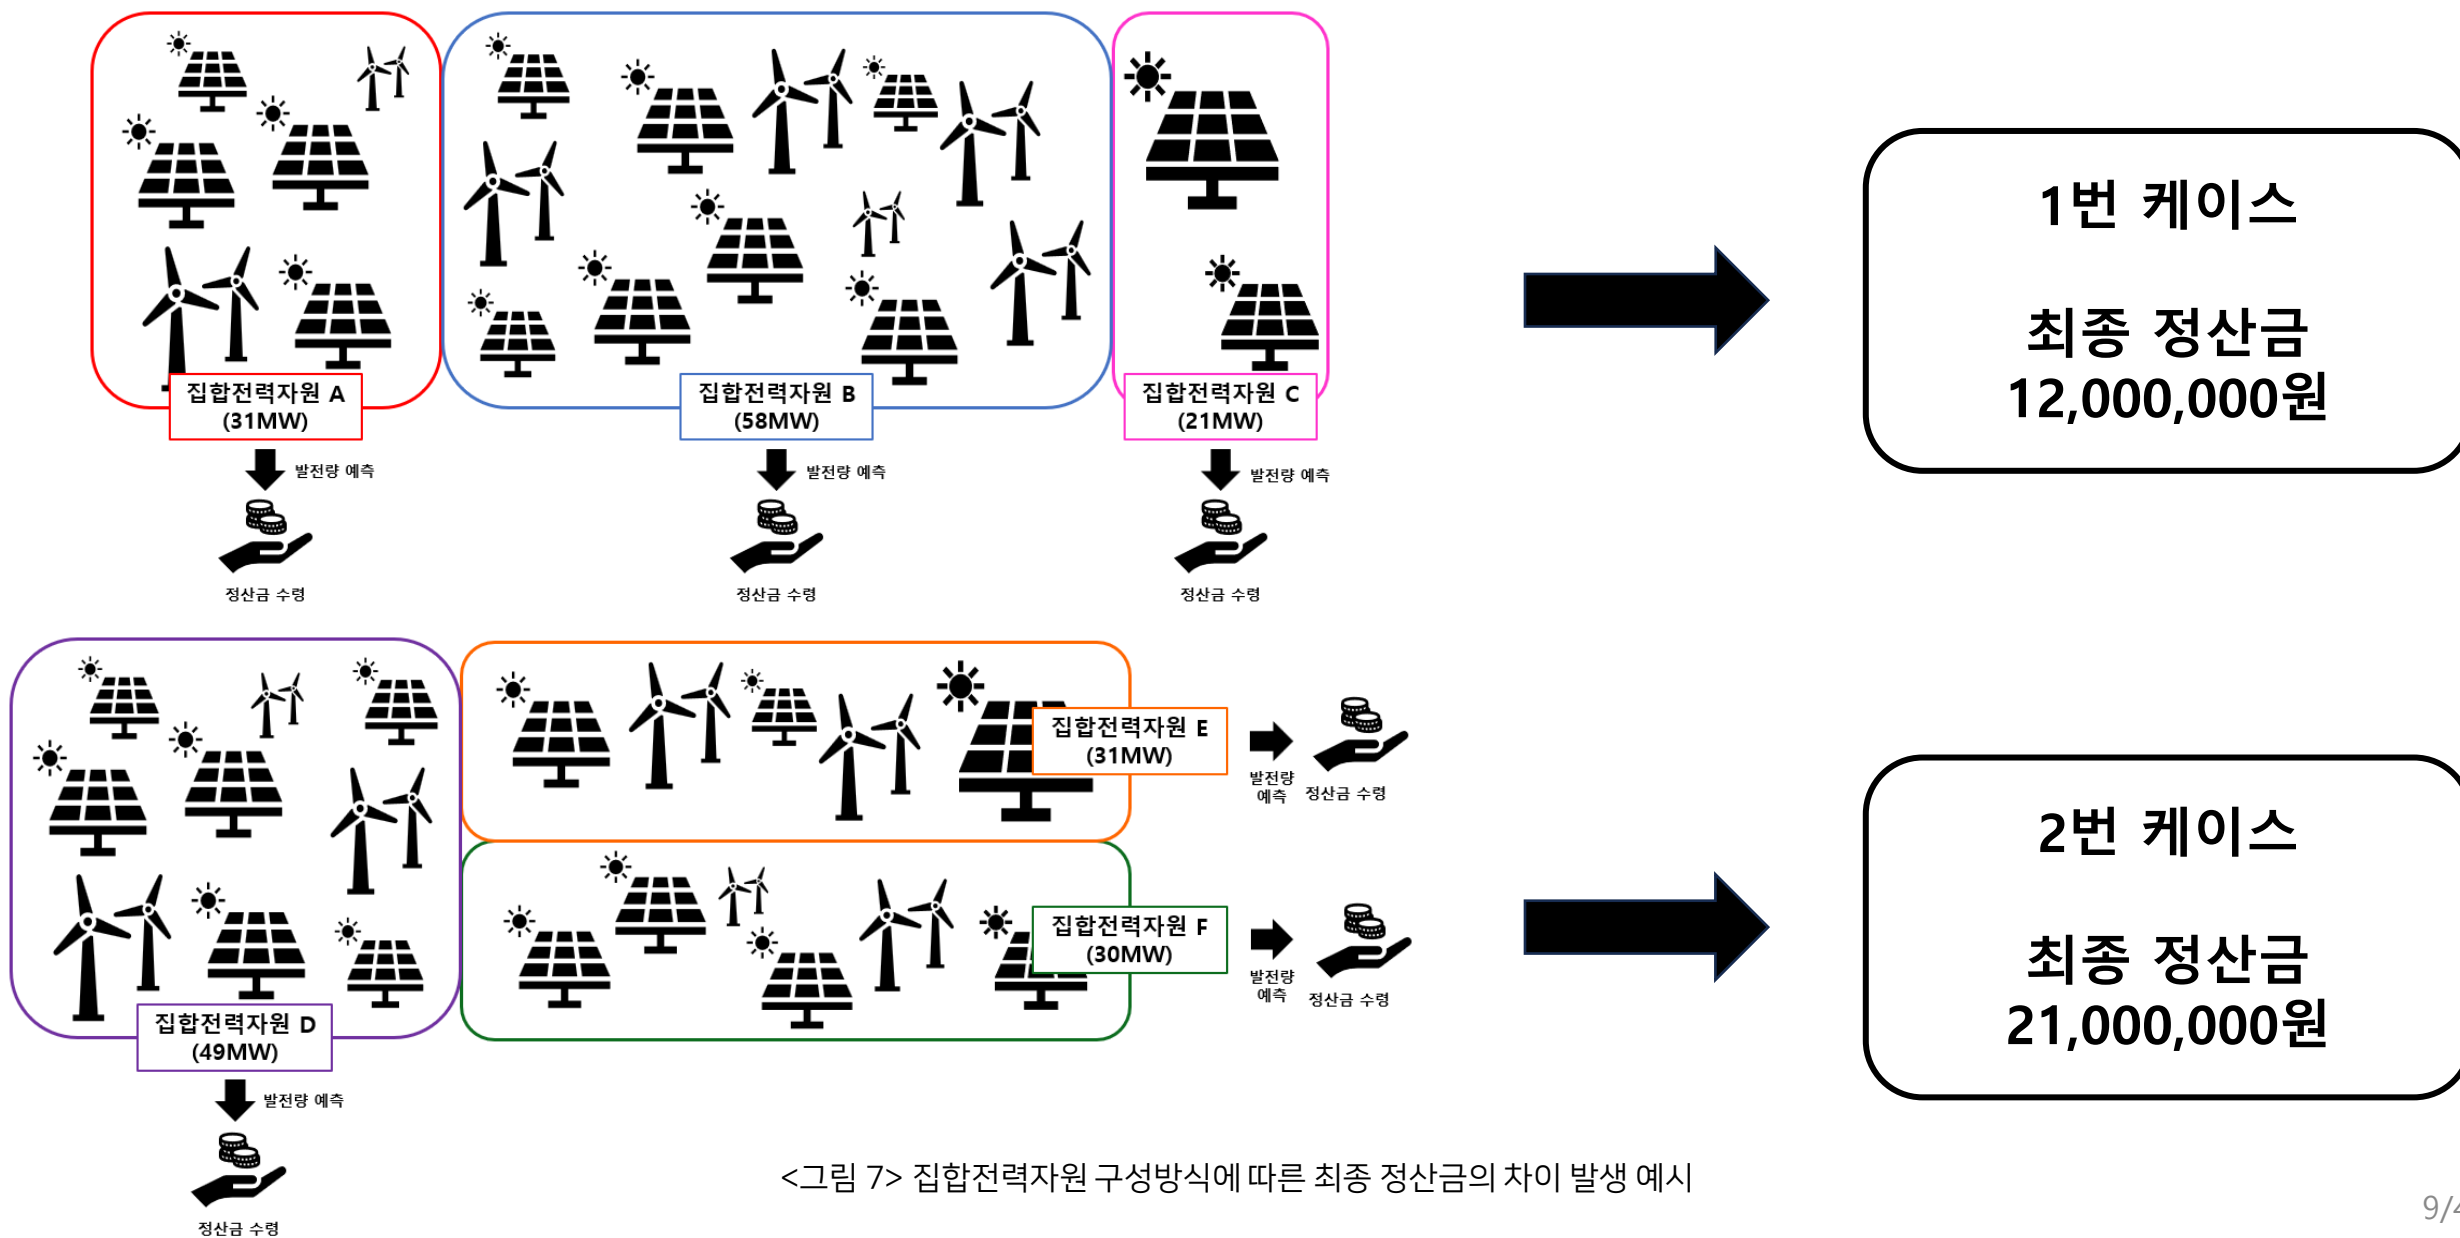 집합전력자원 A
(31MW)
발전량 예측
정산금 수령
집합전력자원 B
(58MW)
발전량 예측
정산금 수령
집합전력자원 C
(21MW)
발전량 예측
정산금 수령
1번 케이스
최종 정산금
12,000,000원
집합전력자원 D
(49MW)
발전량 예측
정산금 수령
집합전력자원 E
(31MW)
발전량
예측
정산금 수령
집합전력자원 F
(30MW)
발전량
예측
정산금 수령
2번 케이스
최종 정산금
21,000,000원
<그림 7> 집합전력자원 구성방식에 따른 최종 정산금의 차이 발생 예시
9/4